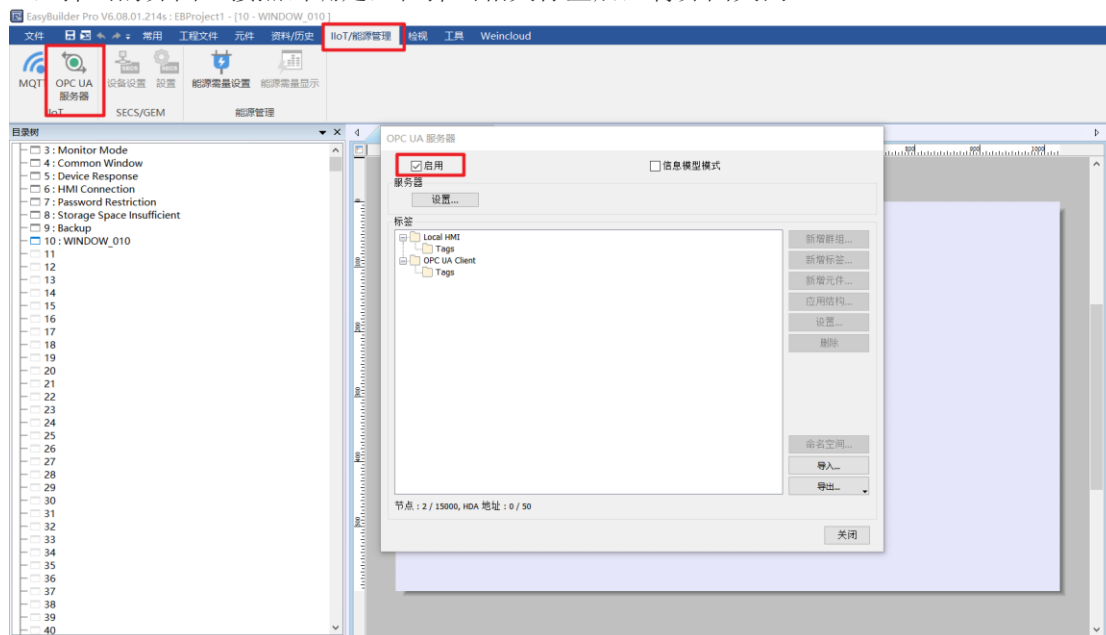 EasyBuilder Pro V6.08.01.214s : EBProject1 - [10 - WINDOW_010 ]
文件 常用 工程文件 元件 资料/历史 IIoT/能源管理 检视 工具 Weincloud
MQTT OPC UA 服务器 设备设置 设置 能源需量设置 能源需量显示
IoT SECS/GEM 能源管理
目录树
3 : Monitor Mode
4 : Common Window
5 : Device Response
6 : HMI Connection
7 : Password Restriction
8 : Storage Space Insufficient
9 : Backup
10 : WINDOW_010
11
12
13
14
15
16
17
18
19
20
21
22
23
24
25
26
27
28
29
30
31
32
33
34
35
36
37
38
39
40
OPC UA 服务器
启用 信息模型模式
服务器
设置...
标签
Local HMI
Tags
OPC UA Client
Tags
新增群组...
新增标签...
新增元件...
应用结构...
设置...
删除
命名空间...
导入...
导出...
节点 : 2 / 15000, HDA 地址 : 0 / 50
关闭